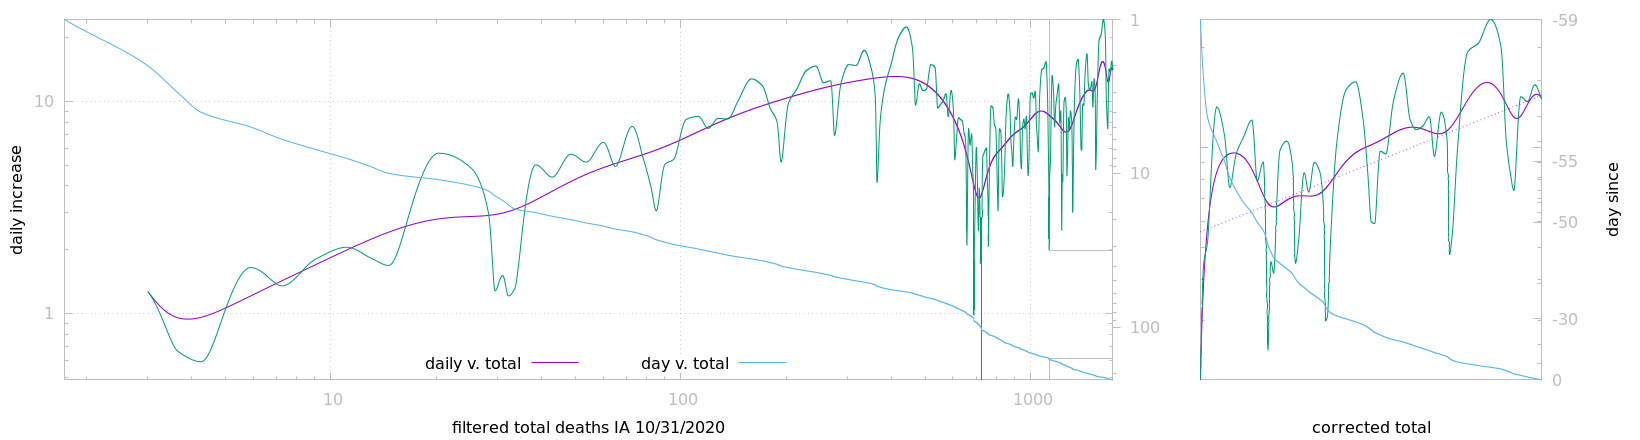 daily increase
10
1
daily v. total
day v. total
10
100
1000
filtered total deaths IA 10/31/2020
1
10
100
-59
-55
-50
-30
0
day since
corrected total